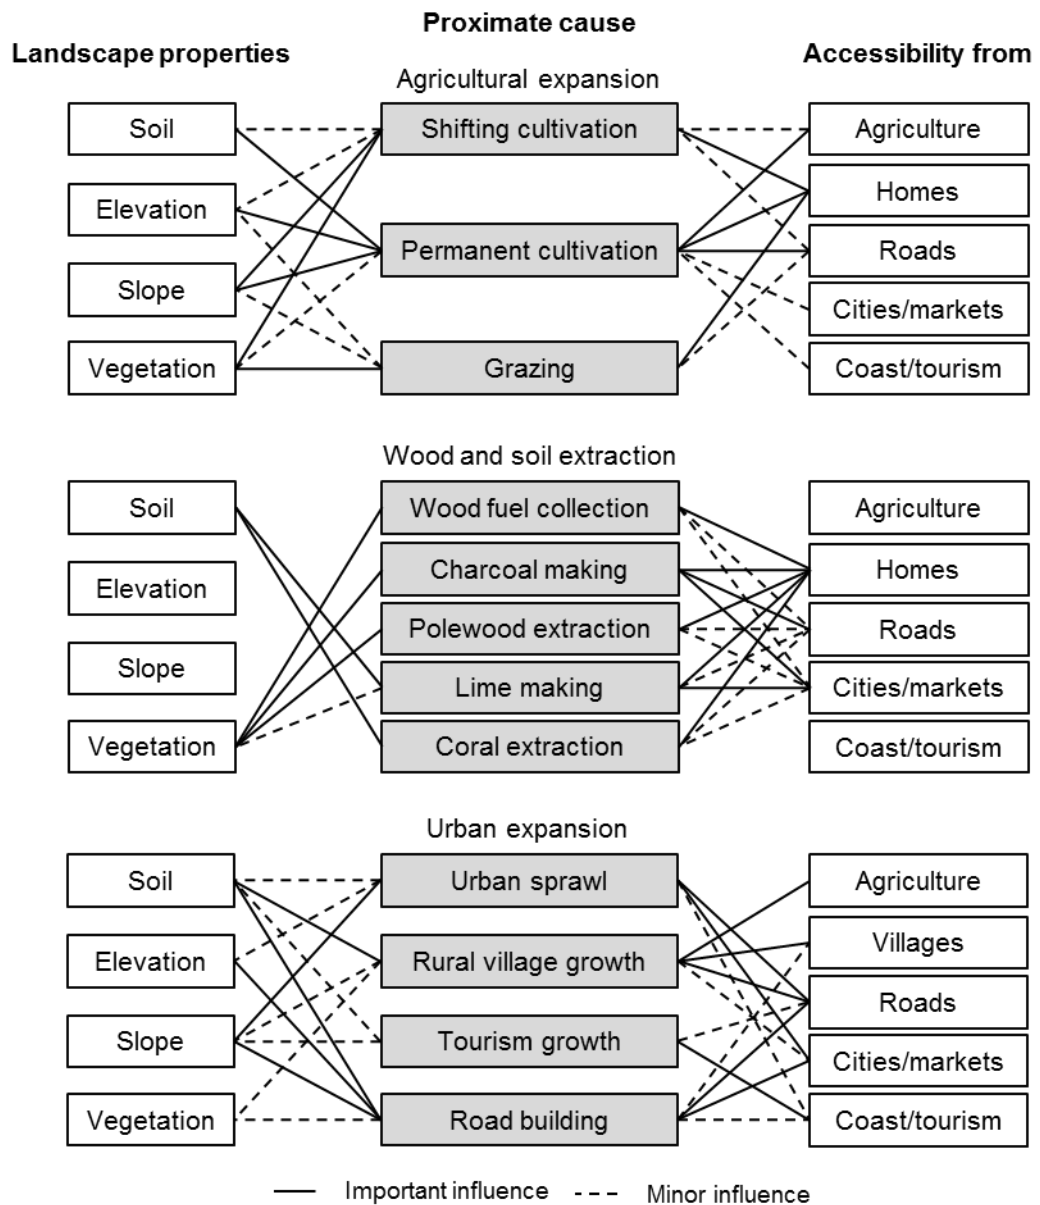 Proximate cause
Landscape properties
Accessibility from
Agricultural expansion
Soil
Shifting cultivation
Agriculture
Elevation
Homes
Permanent cultivation
Roads
Slope
Cities/markets
Vegetation
Grazing
Coast/tourism
Wood and soil extraction
Soil
Wood fuel collection
Agriculture
Elevation
Charcoal making
Homes
Polewood extraction
Roads
Slope
Lime making
Cities/markets
Vegetation
Coral extraction
Coast/tourism
Urban expansion
Soil
Urban sprawl
Agriculture
Elevation
Rural village growth
Villages
Roads
Slope
Tourism growth
Cities/markets
Vegetation
Road building
Coast/tourism
Important influence
Minor influence